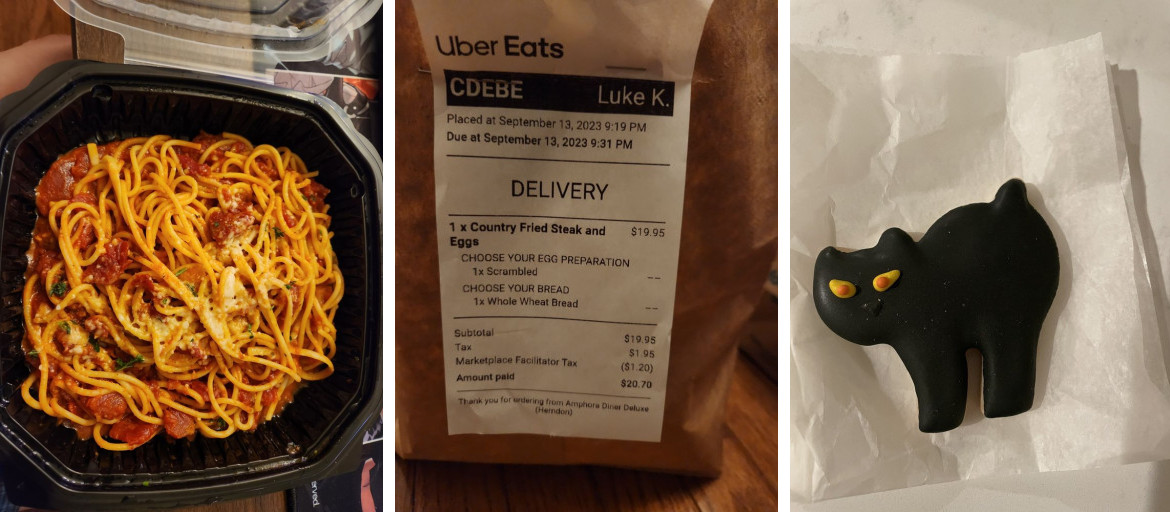 erved.
Uber Eats
CDEBE Luke K.
Placed at September 13, 2023 9:19 PM
Due at September 13, 2023 9:31 PM
DELIVERY
1 x Country Fried Steak and $19.95
Eggs
CHOOSE YOUR EGG PREPARATION
1x Scrambled --
CHOOSE YOUR BREAD
1x Whole Wheat Bread --
Subtotal $19.95
Tax $1.95
Marketplace Facilitator Tax ($1.20)
Amount paid $20.70
Thank you for ordering from Amphora Diner Deluxe
(Herndon)